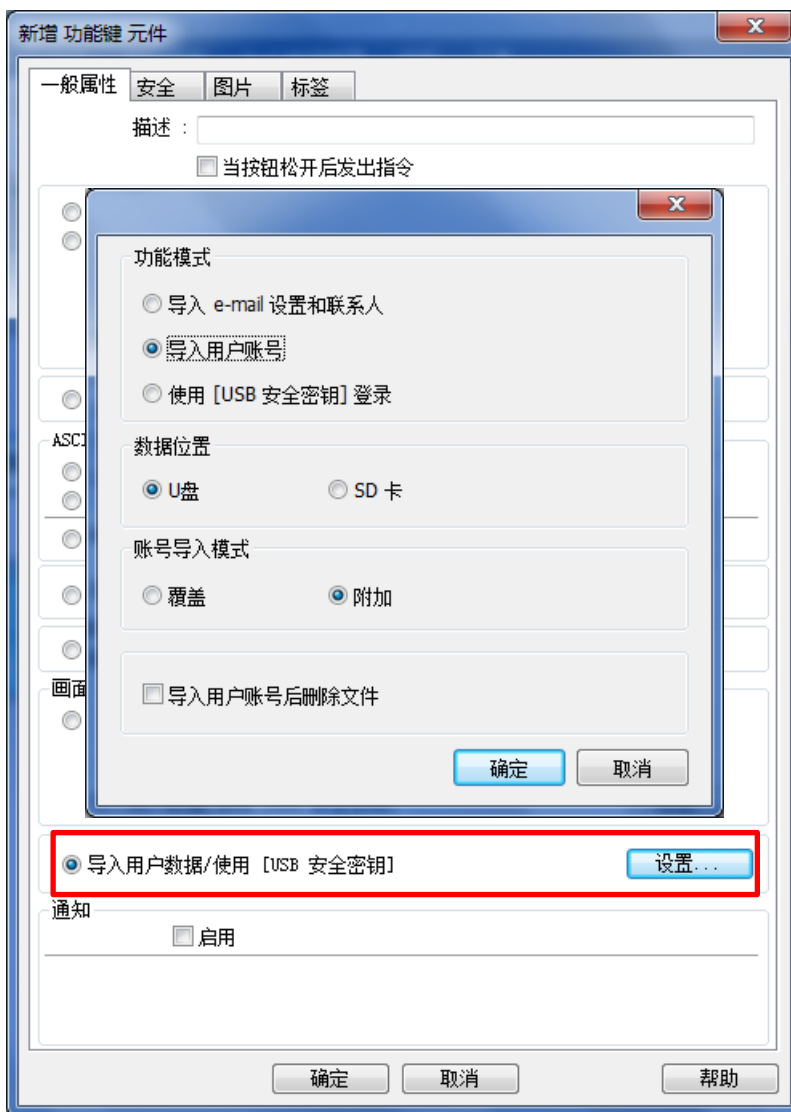 新增 功能键 元件
一般属性 安全 图片 标签
描述 :
当按钮松开后发出指令
功能模式
导入 e-mail 设置和联系人
导入用户账号
使用 [USB 安全密钥] 登录
ASCI
数据位置
U盘 SD 卡
账号导入模式
覆盖 附加
画面
导入用户账号后删除文件
确定 取消
导入用户数据/使用 [USB 安全密钥] 设置...
通知
启用
确定 取消 帮助